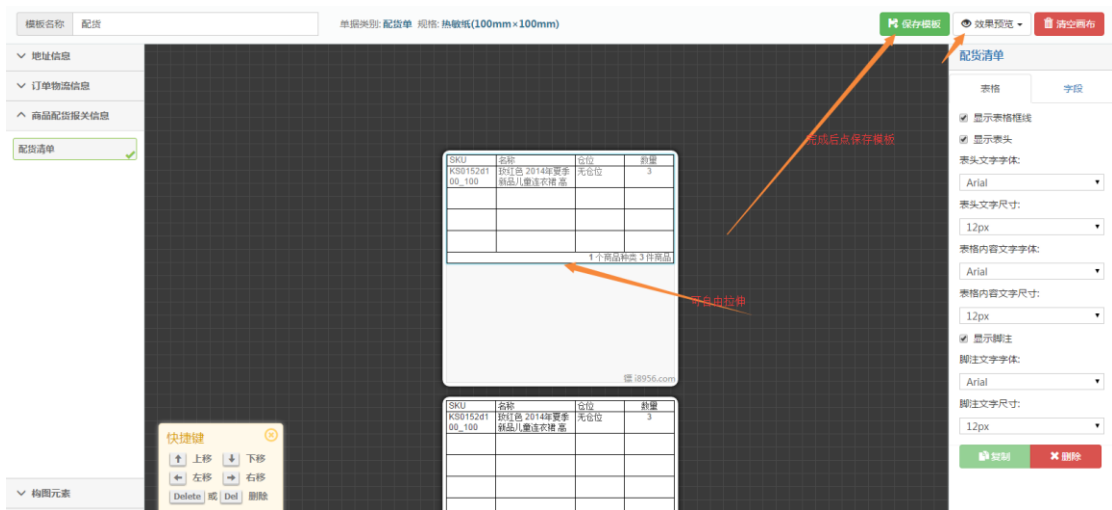 模板名称 配货 单据类别: 配货单 规格: 热敏纸(100mm×100mm) 保存模板 效果预览 清空画布
地址信息
订单物流信息
商品配货报关信息
配货清单
构图元素
完成后点保存模板
SKU 名称 仓位 数量
KS0152d1 玫红色 2014年夏季 无仓位 3
00_100 新品儿童连衣裙 高
1 个商品种类 3 件商品
可自由拉伸
i8956.com
SKU 名称 仓位 数量
KS0152d1 玫红色 2014年夏季 无仓位 3
00_100 新品儿童连衣裙 高
快捷键
上移 下移
左移 右移
Delete 或 Del 删除
配货清单
表格 字段
显示表格框线
显示表头
表头文字字体:
Arial
表头文字尺寸:
12px
表格内容文字字体:
Arial
表格内容文字尺寸:
12px
显示脚注
脚注文字字体:
Arial
脚注文字尺寸:
12px
复制 删除